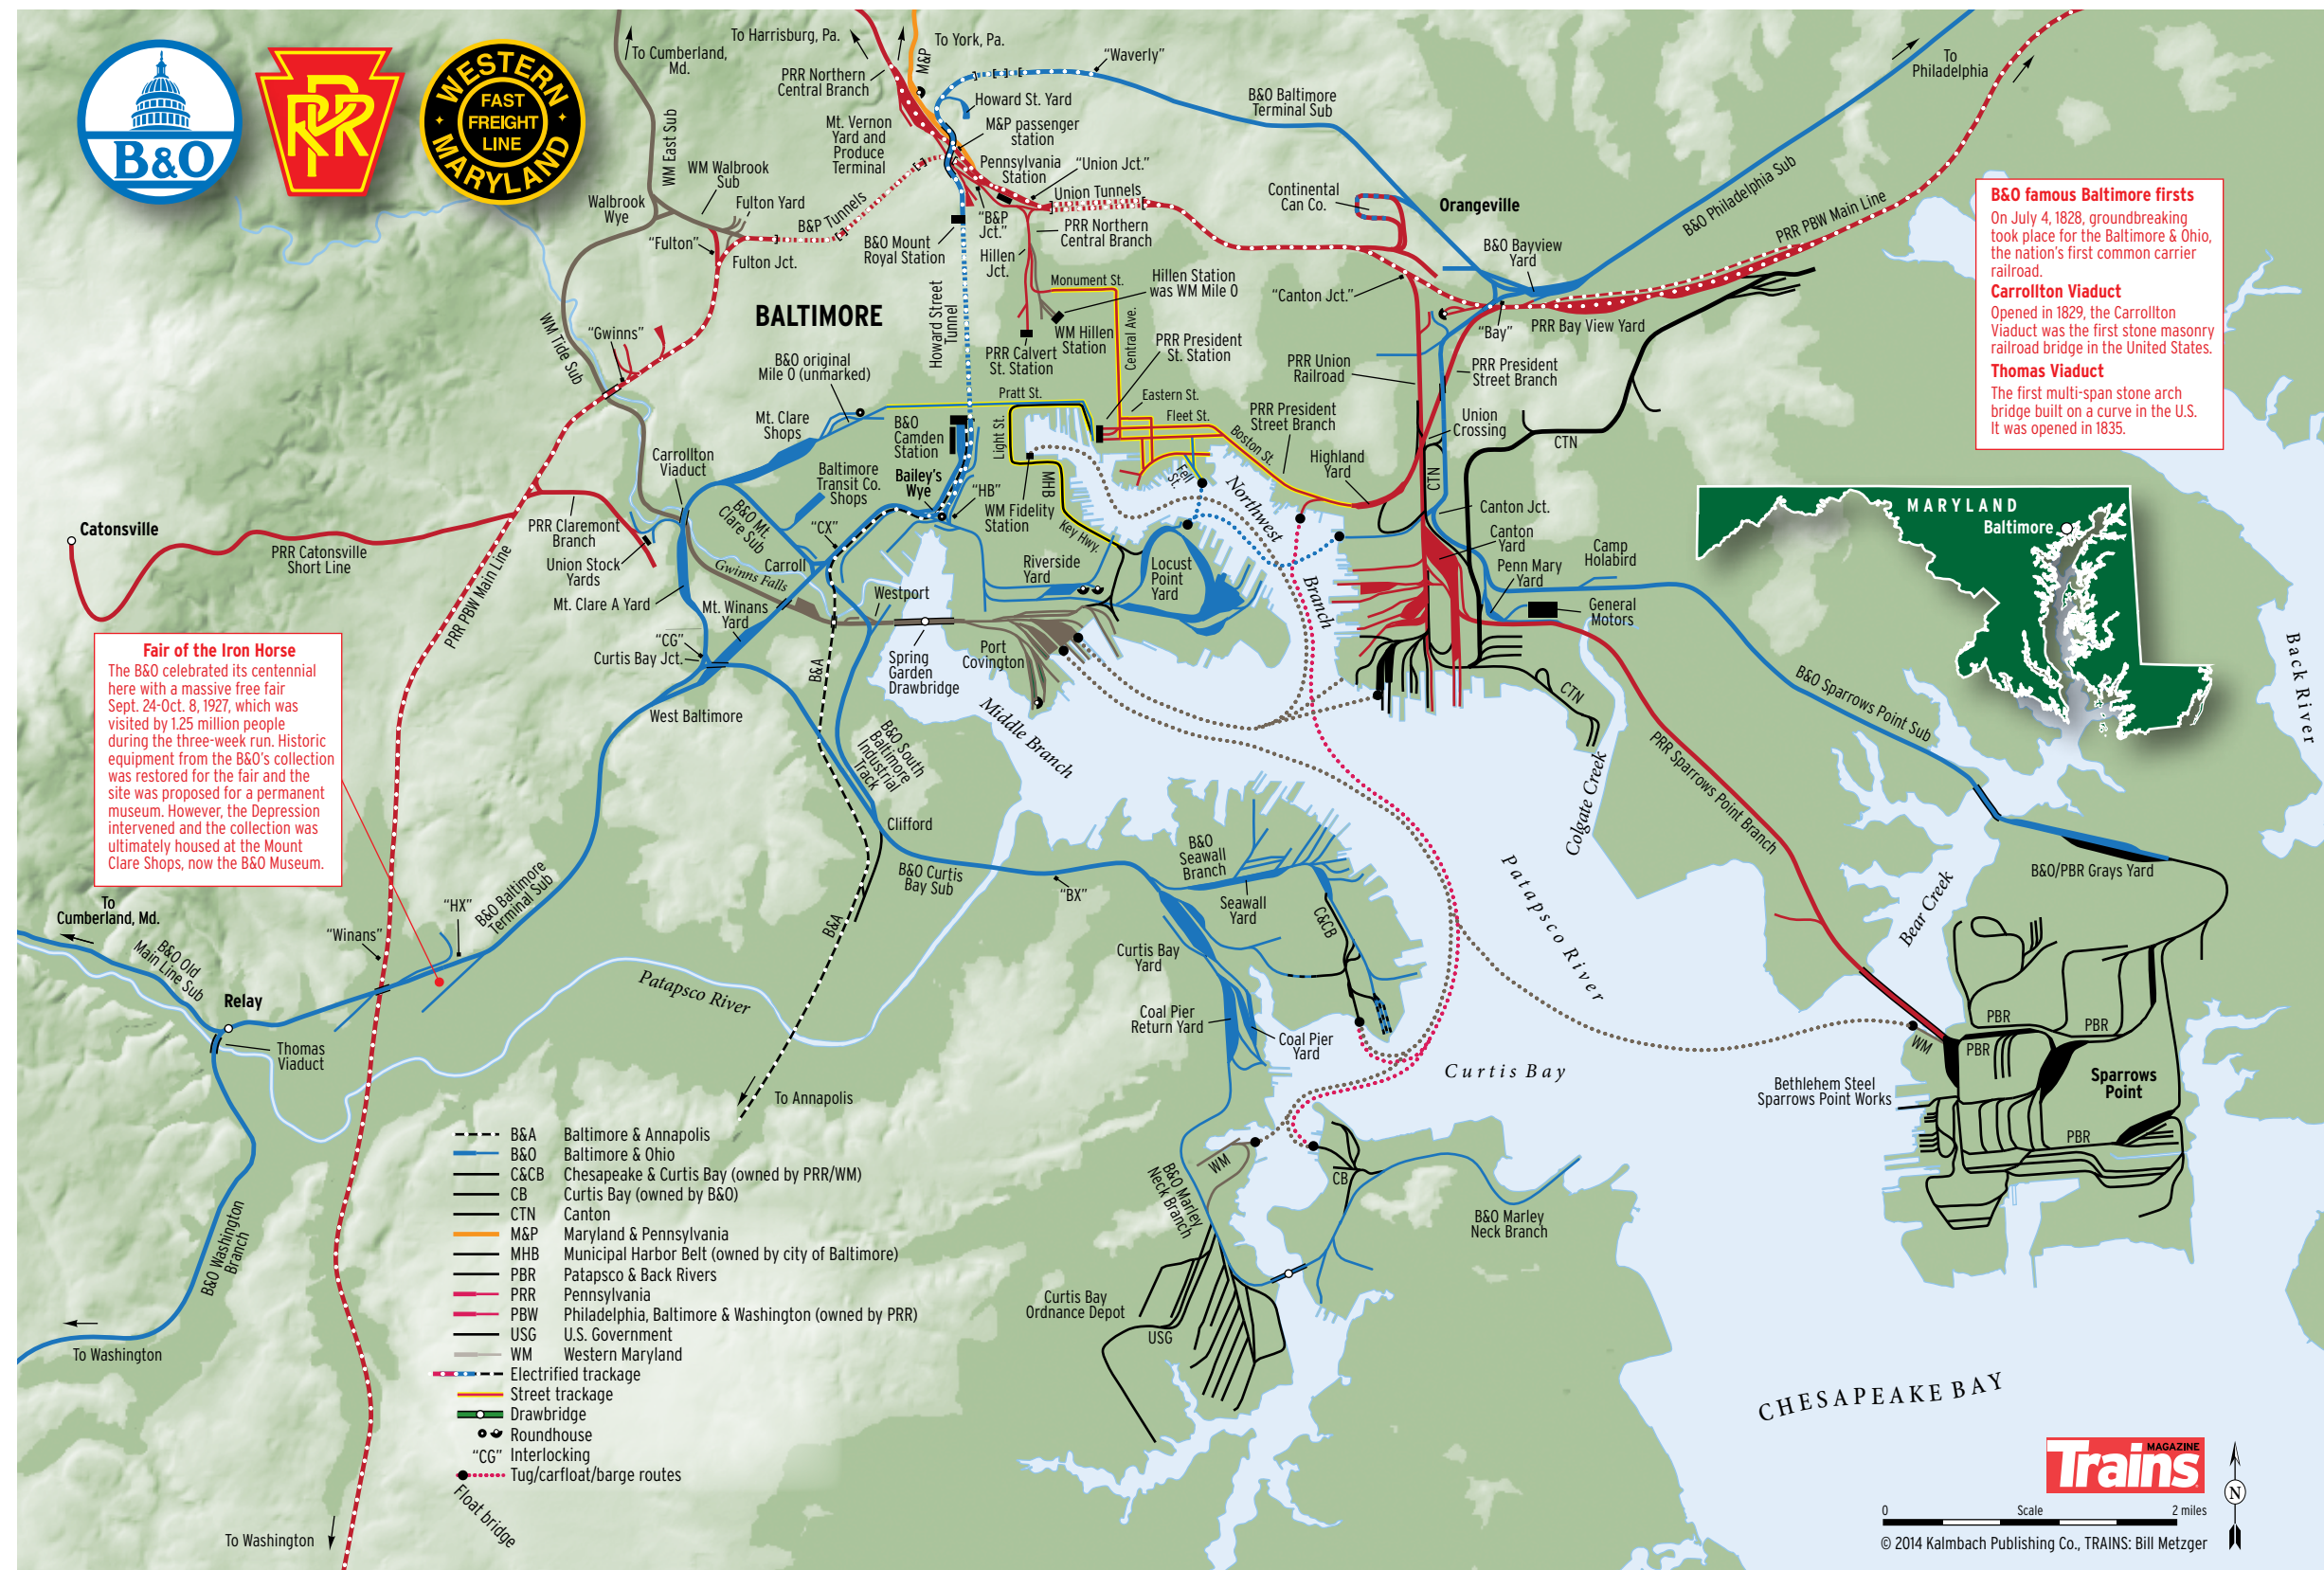 B&O
PRR
WESTERN
FAST
FREIGHT
LINE
MARYLAND
To Cumberland,
Md.
To Harrisburg, Pa.
To York, Pa.
M&P
PRR Northern
Central Branch
"Waverly"
Howard St. Yard
Mt. Vernon
Yard and
Produce
Terminal
M&P passenger
station
Pennsylvania
Station
"Union Jct."
Union Tunnels
B&O Baltimore
Terminal Sub
To
Philadelphia
B&O Philadelphia Sub
PRR PBW Main Line
WM East Sub
WM Walbrook
Sub
Walbrook
Wye
Fulton Yard
"Fulton"
Fulton Jct.
B&P Tunnels
B&O Mount
Royal Station
"B&P
Jct."
PRR Northern
Central Branch
Hillen
Jct.
Continental
Can Co.
Orangeville
B&O Bayview
Yard
"Canton Jct."
"Bay"
PRR Bay View Yard
B&O famous Baltimore firsts
On July 4, 1828, groundbreaking
took place for the Baltimore & Ohio,
the nation's first common carrier
railroad.
Carrollton Viaduct
Opened in 1829, the Carrollton
Viaduct was the first stone masonry
railroad bridge in the United States.
Thomas Viaduct
The first multi-span stone arch
bridge built on a curve in the U.S.
It was opened in 1835.
Monument St.
Hillen Station
was WM Mile 0
WM Hillen
Station
Central Ave.
PRR Calvert
St. Station
PRR President
St. Station
BALTIMORE
Howard Street
Tunnel
WM Tide Sub
"Gwinns"
B&O original
Mile 0 (unmarked)
Mt. Clare
Shops
Pratt St.
Eastern St.
Fleet St.
Light St.
B&O
Camden
Station
PRR Union
Railroad
PRR President
Street Branch
PRR President
Street Branch
Boston St.
Union
Crossing
CTN
CTN
Highland
Yard
Carrollton
Viaduct
Baltimore
Transit Co.
Shops
Bailey's
Wye
"HB"
WM Fidelity
Station
MHB
Key Hwy.
Fell
St.
Northwest
Branch
Catonsville
PRR Catonsville
Short Line
PRR Claremont
Branch
Union Stock
Yards
PRR PBW Main Line
B&O Mt.
Clare Sub
"CX"
Carroll
Gwinns Falls
Mt. Clare A Yard
Mt. Winans
Yard
"CG"
Curtis Bay Jct.
West Baltimore
Westport
B&A
Spring
Garden
Drawbridge
Riverside
Yard
Locust
Point
Yard
Port
Covington
Middle Branch
Canton Jct.
Canton
Yard
Penn Mary
Yard
Camp
Holabird
General
Motors
CTN
MARYLAND
Baltimore
Back River
B&O Sparrows Point Sub
PRR Sparrows Point Branch
Colgate Creek
Bear Creek
B&O/PBR Grays Yard
Fair of the Iron Horse
The B&O celebrated its centennial
here with a massive free fair
Sept. 24-Oct. 8, 1927, which was
visited by 1.25 million people
during the three-week run. Historic
equipment from the B&O's collection
was restored for the fair and the
site was proposed for a permanent
museum. However, the Depression
intervened and the collection was
ultimately housed at the Mount
Clare Shops, now the B&O Museum.
B&O South
Baltimore
Industrial
Track
Clifford
B&O Curtis
Bay Sub
"BX"
B&A
B&O
Seawall
Branch
Seawall
Yard
C&CB
Curtis Bay
Yard
Coal Pier
Return Yard
Coal Pier
Yard
Patapsco River
Curtis Bay
To
Cumberland, Md.
B&O Old
Main Line Sub
Relay
"Winans"
"HX"
B&O Baltimore
Terminal Sub
Thomas
Viaduct
Patapsco River
To Annapolis
B&O Washington
Branch
To Washington
To Washington
WM
PBR
PBR
PBR
PBR
Sparrows
Point
Bethlehem Steel
Sparrows Point Works
WM
B&O Marley
Neck Branch
CB
B&O Marley
Neck Branch
Curtis Bay
Ordnance Depot
USG
CHESAPEAKE BAY
B&A Baltimore & Annapolis
B&O Baltimore & Ohio
C&CB Chesapeake & Curtis Bay (owned by PRR/WM)
CB Curtis Bay (owned by B&O)
CTN Canton
M&P Maryland & Pennsylvania
MHB Municipal Harbor Belt (owned by city of Baltimore)
PBR Patapsco & Back Rivers
PRR Pennsylvania
PBW Philadelphia, Baltimore & Washington (owned by PRR)
USG U.S. Government
WM Western Maryland
Electrified trackage
Street trackage
Drawbridge
Roundhouse
"CG" Interlocking
Tug/carfloat/barge routes
Float bridge
Trains
MAGAZINE
N
0 Scale 2 miles
© 2014 Kalmbach Publishing Co., TRAINS: Bill Metzger